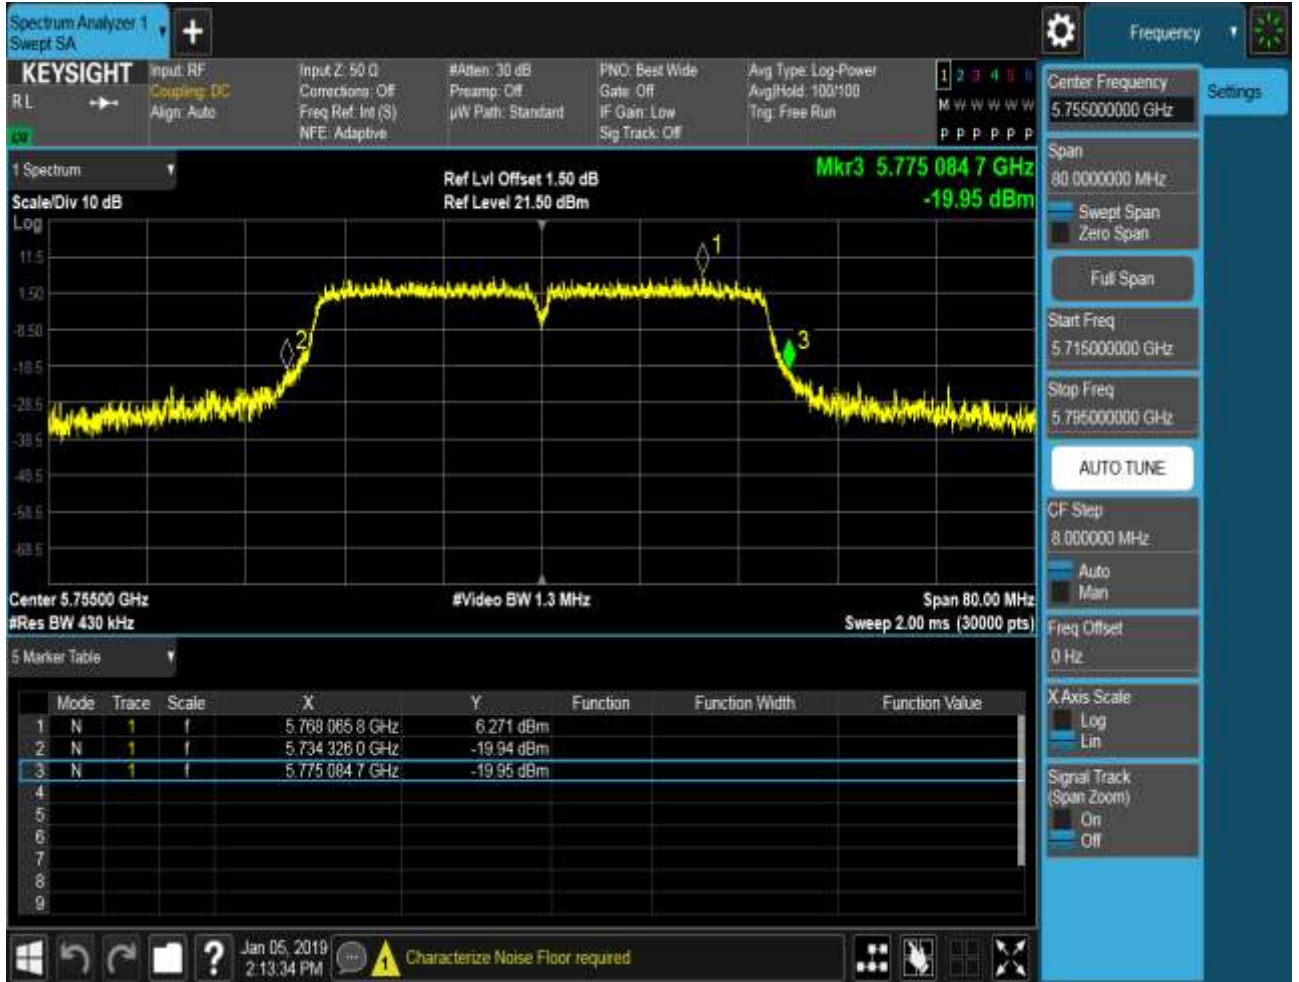 Spectrum Analyzer 1
Swept SA
+
Frequency
KEYSIGHT
R L
Input: RF
Coupling: DC
Align: Auto
Input Z: 50 Ω
Corrections: Off
Freq Ref: Int (S)
NFE: Adaptive
#Atten: 30 dB
Preamp: Off
µW Path: Standard
PNO: Best Wide
Gate: Off
IF Gain: Low
Sig Track: Off
Avg Type: Log-Power
Avg|Hold: 100/100
Trig: Free Run
1 2 3 4 5 6
M W W W W W
P P P P P P
1 Spectrum
Scale/Div 10 dB
Ref Lvl Offset 1.50 dB
Ref Level 21.50 dBm
Mkr3 5.775 084 7 GHz
-19.95 dBm
Log
11.5
1.50
-8.50
-18.5
-28.5
-38.5
-48.5
-58.5
-68.5
1
2
3
Center 5.75500 GHz
#Video BW 1.3 MHz
Span 80.00 MHz
#Res BW 430 kHz
Sweep 2.00 ms (30000 pts)
5 Marker Table
Mode Trace Scale X Y Function Function Width Function Value
1 N 1 f 5.768 065 8 GHz 6.271 dBm
2 N 1 f 5.734 326 0 GHz -19.94 dBm
3 N 1 f 5.775 084 7 GHz -19.95 dBm
4
5
6
7
8
9
Center Frequency
5.755000000 GHz
Settings
Span
80.0000000 MHz
Swept Span
Zero Span
Full Span
Start Freq
5.715000000 GHz
Stop Freq
5.795000000 GHz
AUTO TUNE
CF Step
8.000000 MHz
Auto
Man
Freq Offset
0 Hz
X Axis Scale
Log
Lin
Signal Track
(Span Zoom)
On
Off
?
Jan 05, 2019
2:13:34 PM
1
Characterize Noise Floor required